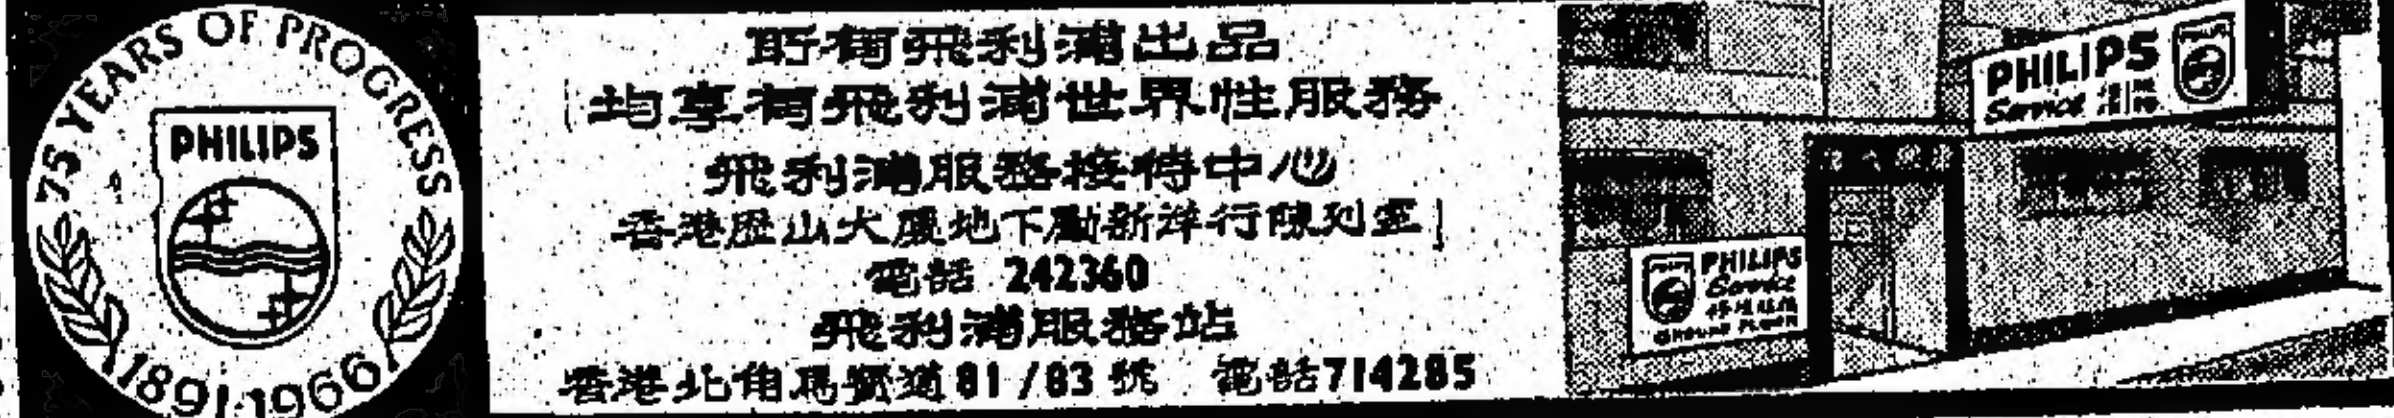 75 YEARS OF PROGRESS
PHILIPS
1891-1966
所有飛利浦出品
均享有飛利浦世界性服務
飛利浦服務接待中心
香港歷山大廈地下勵新洋行陳列室
電話 242360
飛利浦服務站
香港北角馬寶道81/83號 電話714285
PHILIPS
Service
PHILIPS
Service
GROUND FLOOR